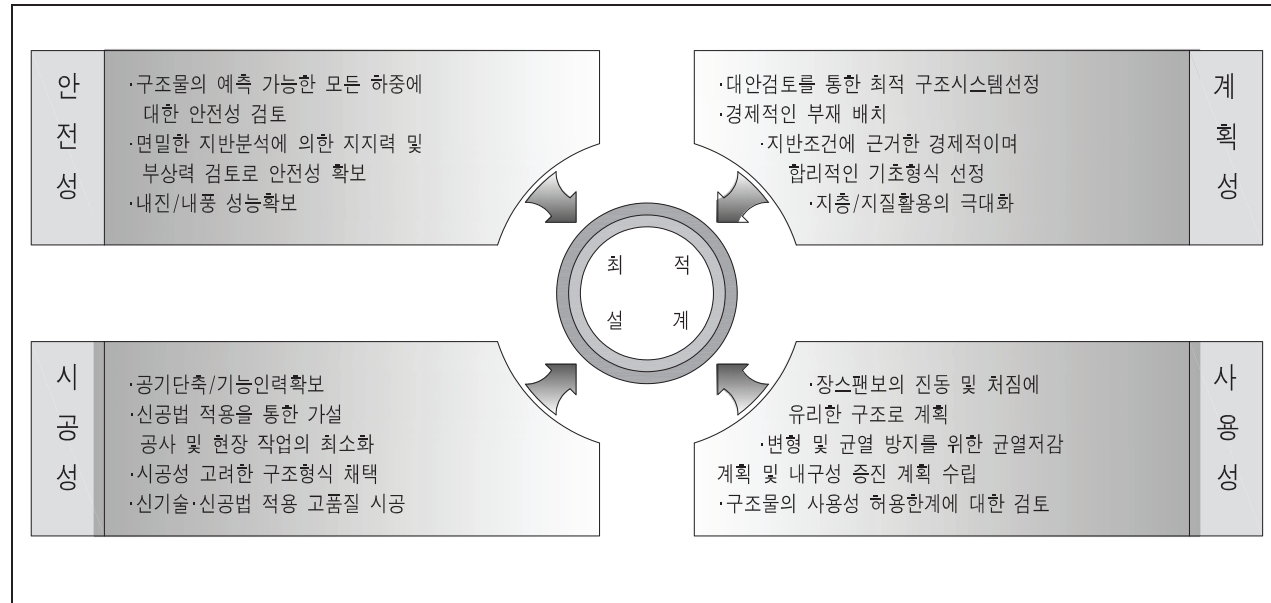 안
전
성
·구조물의 예측 가능한 모든 하중에
대한 안전성 검토
·면밀한 지반분석에 의한 지지력 및
부상력 검토로 안전성 확보
·내진/내풍 성능확보
·대안검토를 통한 최적 구조시스템선정
·경제적인 부재 배치
·지반조건에 근거한 경제적이며
합리적인 기초형식 선정
·지층/지질활용의 극대화
계
획
성
최 적
설 계
시
공
성
·공기단축/기능인력확보
·신공법 적용을 통한 가설
공사 및 현장 작업의 최소화
·시공성 고려한 구조형식 채택
·신기술·신공법 적용 고품질 시공
·장스팬보의 진동 및 처짐에
유리한 구조로 계획
·변형 및 균열 방지를 위한 균열저감
계획 및 내구성 증진 계획 수립
·구조물의 사용성 허용한계에 대한 검토
사
용
성